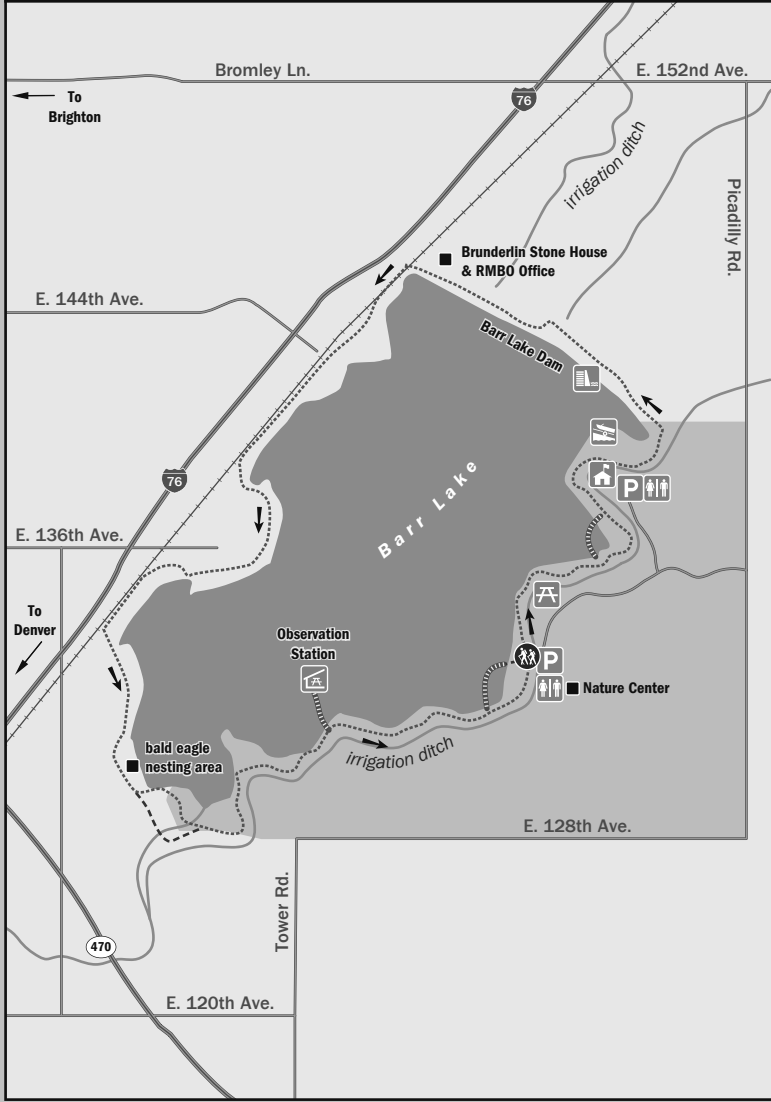 Bromley Ln.
E. 152nd Ave.
To
Brighton
76
irrigation ditch
Picadilly Rd.
Brunderlin Stone House
& RMBO Office
E. 144th Ave.
Barr Lake Dam
76
P
Barr Lake
E. 136th Ave.
To
Denver
Observation
Station
P
Nature Center
bald eagle
nesting area
irrigation ditch
E. 128th Ave.
Tower Rd.
470
E. 120th Ave.